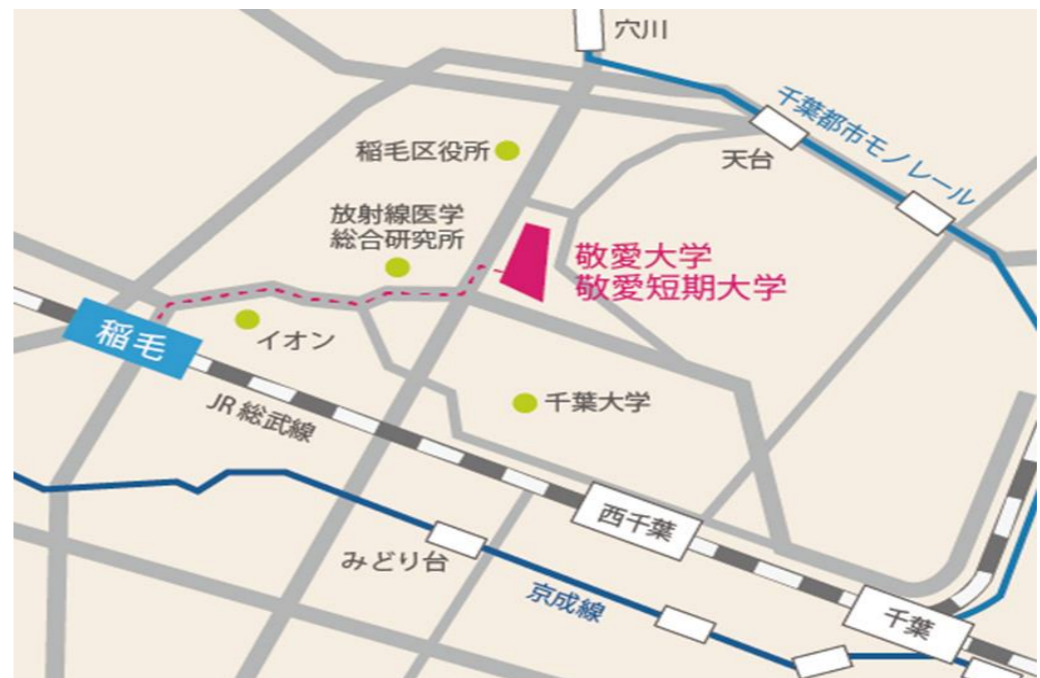 穴川
千葉都市モノレール
稲毛区役所
天台
放射線医学
総合研究所
敬愛大学
敬愛短期大学
稲毛
イオン
JR 総武線
千葉大学
西千葉
みどり台
京成線
千葉